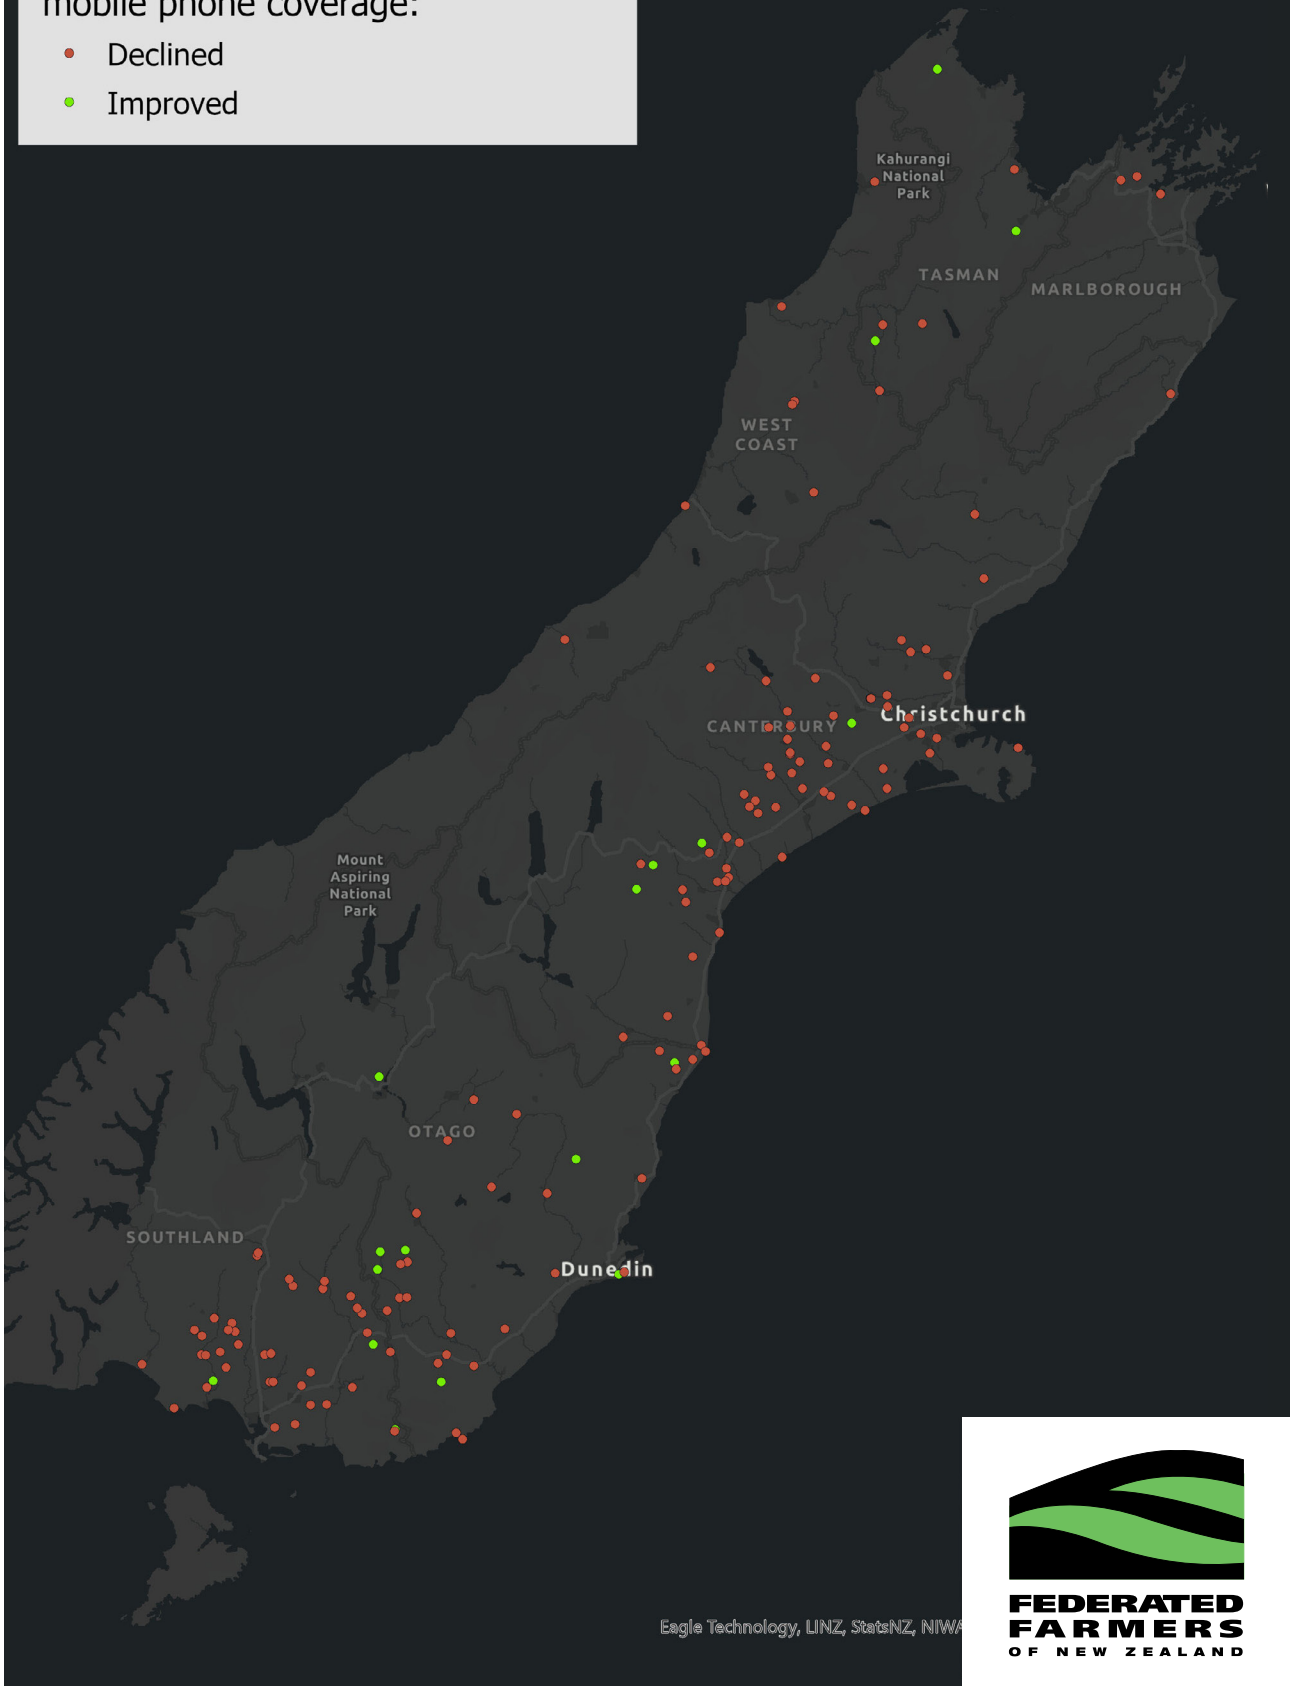 mobile phone coverage:
Declined
Improved
Kahurangi
National
Park
TASMAN
MARLBOROUGH
WEST
COAST
CANTERBURY
Christchurch
Mount
Aspiring
National
Park
OTAGO
SOUTHLAND
Dunedin
Eagle Technology, LINZ, StatsNZ, NIWA
FEDERATED
FARMERS
OF NEW ZEALAND